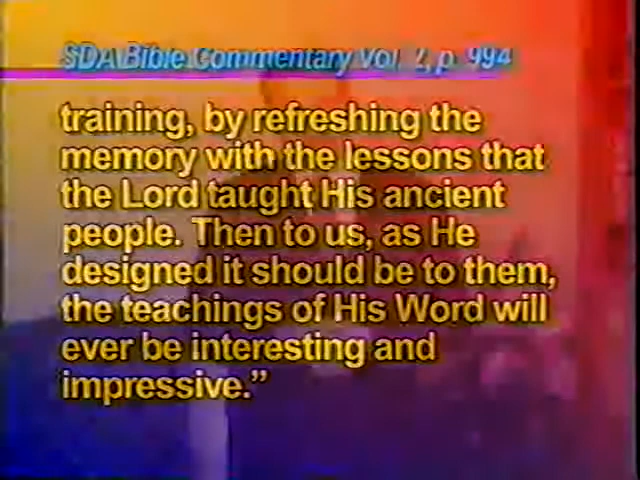 SDA Bible Commentary Vol. 2, p. 994
training, by refreshing the
memory with the lessons that
the Lord taught His ancient
people. Then to us, as He
designed it should be to them,
the teachings of His Word will
ever be interesting and
impressive.”